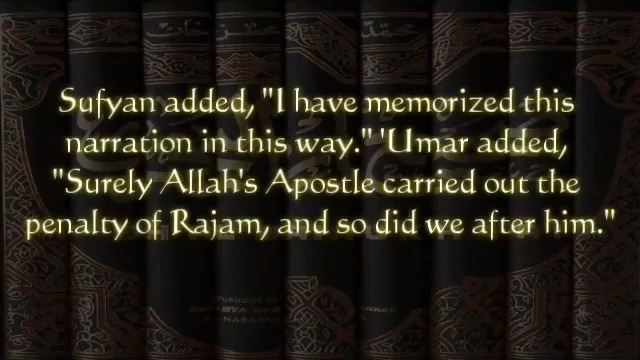 Sufyan added, "I have memorized this
narration in this way." 'Umar added,
"Surely Allah's Apostle carried out the
penalty of Rajam, and so did we after him."